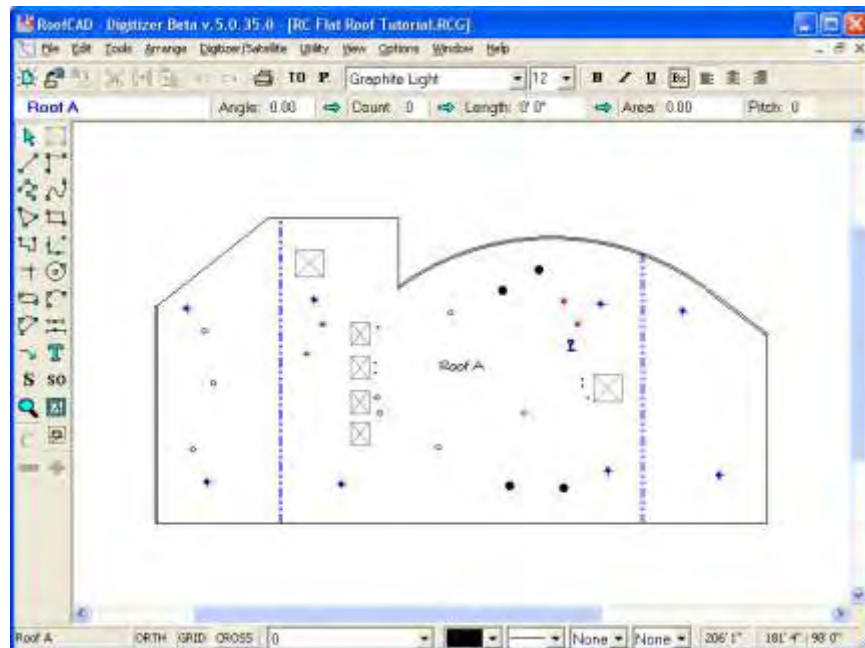 RoofCAD - Digitizer Beta v.5.0.35.0 - [RC Flat Roof Tutorial.RCG]
File Edit Tools Arrange Digitizer/Satellite Utility View Options Window Help
TO P. Graphite Light 12 B I U
Roof A Angle: 0.00 Count: 0 Length: 0' 0" Area: 0.00 Pitch: 0
T
S SO
Roof A
C
Roof A ORTH GRID CROSS 0 None None 206' 1" 181' 4" 98' 0"